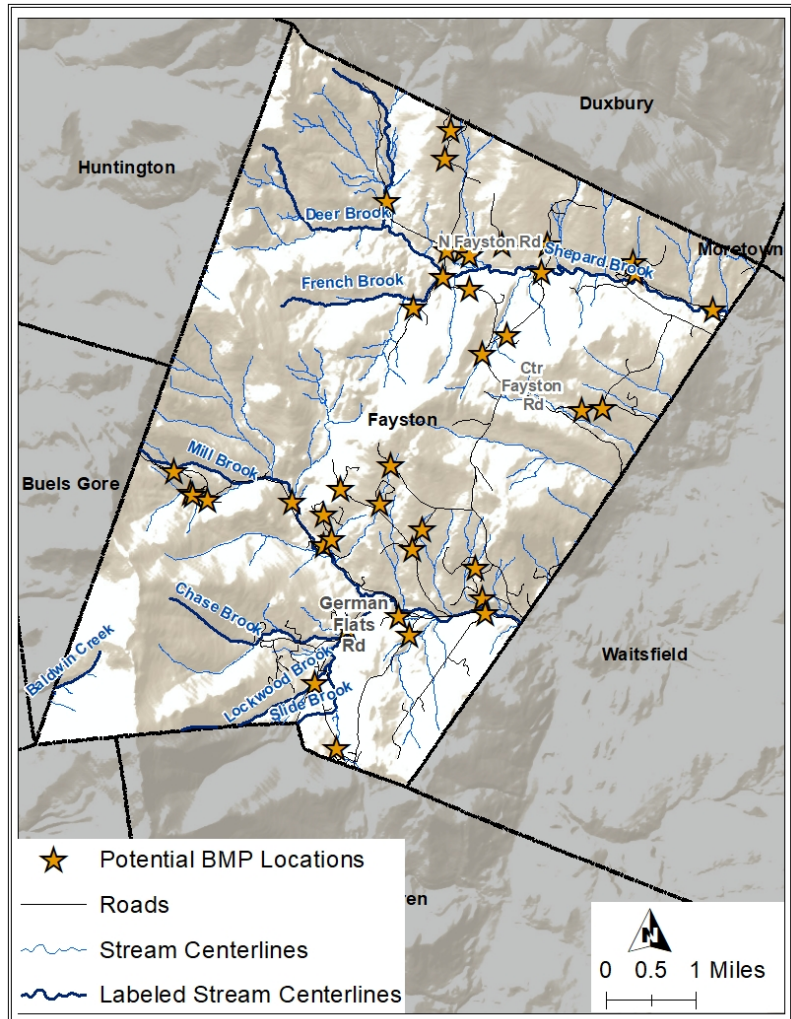 Duxbury
Huntington
Deer Brook
N Fayston Rd
Moretown
Shepard Brook
French Brook
Ctr
Fayston
Rd
Fayston
Mill Brook
Buels Gore
German
Flats
Rd
Chase Brook
Waitsfield
Baldwin Creek
Lockwood Brook
Slide Brook
Potential BMP Locations
Roads
ren
Stream Centerlines
Labeled Stream Centerlines
N
0 0.5 1 Miles